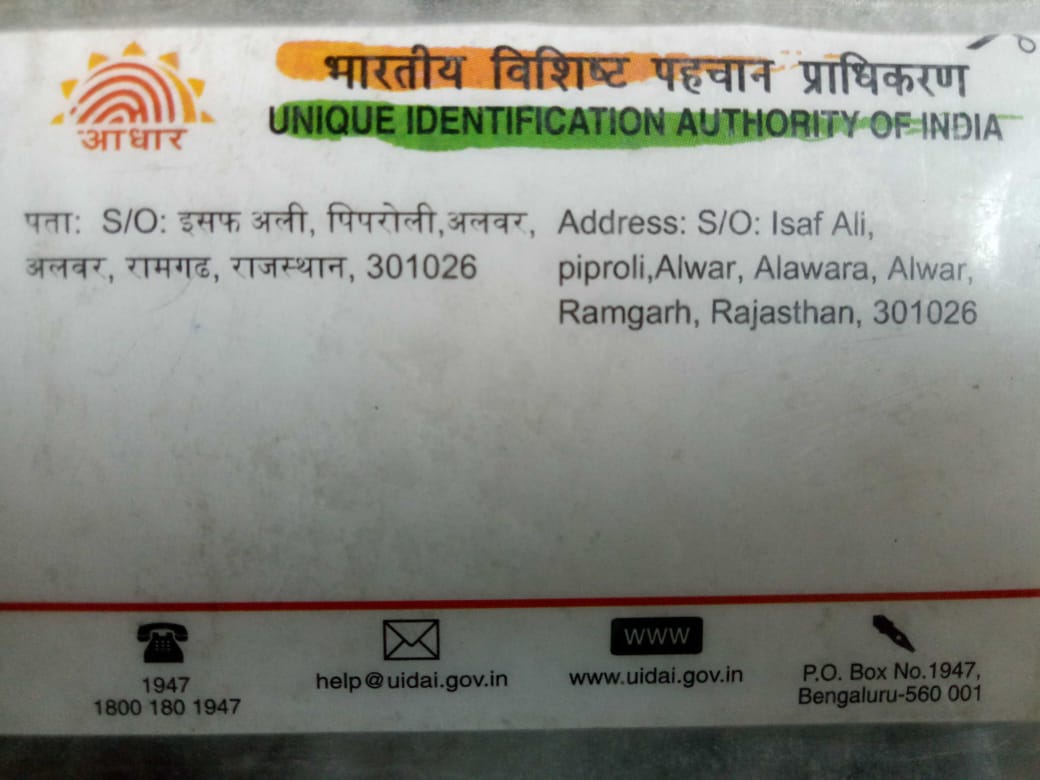 भारतीय विशिष्ट पहचान प्राधिकरण
UNIQUE IDENTIFICATION AUTHORITY OF INDIA
आधार
पता: S/O: इसफ अली, पिपरोली,अलवर,
अलवर, रामगढ, राजस्थान, 301026
Address: S/O: Isaf Ali,
piproli,Alwar, Alawara, Alwar,
Ramgarh, Rajasthan, 301026
1947
1800 180 1947
help@uidai.gov.in
WWW
www.uidai.gov.in
P.O. Box No.1947,
Bengaluru-560 001